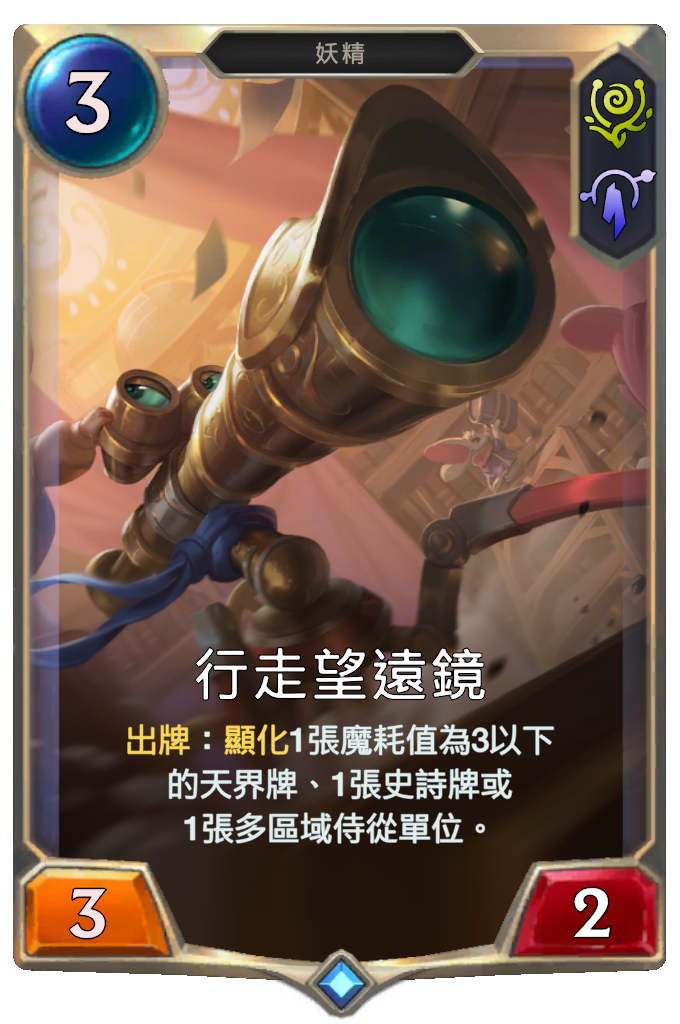 妖精
3
行走望遠鏡
出牌：顯化1張魔耗值為3以下
的天界牌、1張史詩牌或
1張多區域侍從單位。
3
2